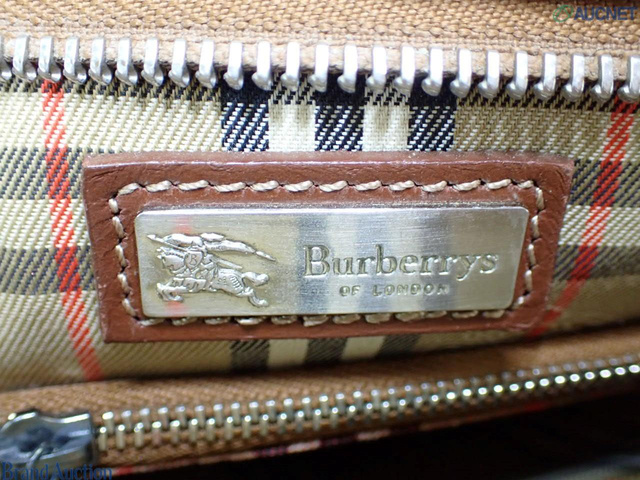 AUCNET
Burberrys
OF LONDON
Brand Auction